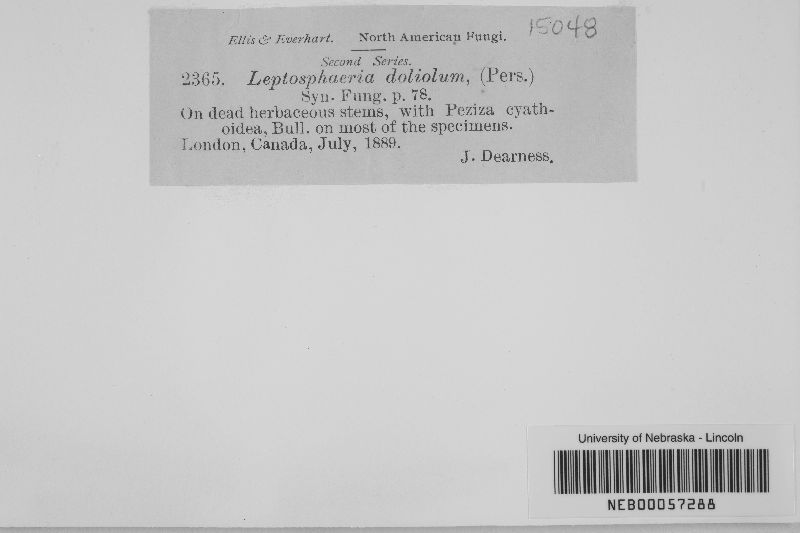 15048
Ellis & Everhart. North American Fungi.
Second Series.
2365. Leptosphaeria doliolum, (Pers.)
Syn. Fung. p. 78.
On dead herbaceous stems, with Peziza cyath-
oidea, Bull. on most of the specimens.
London, Canada, July, 1889.
J. Dearness.
University of Nebraska - Lincoln
NEB00057288